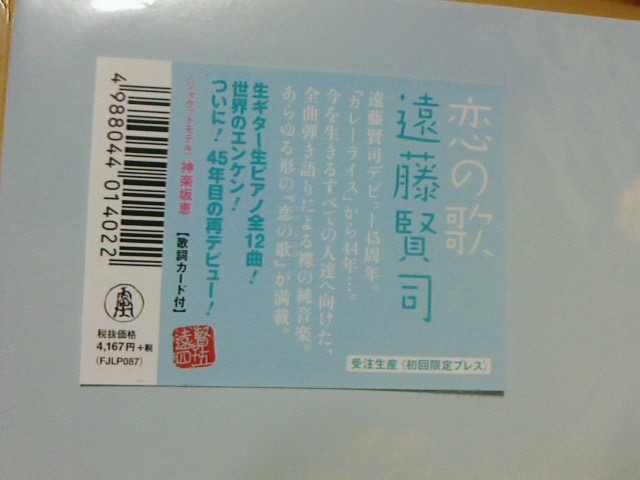 恋の歌
遠藤賢司
遠藤賢司デビュー45周年。
「カレーライス」から44年…。
今を生きるすべての人達へ向けた、
全曲弾き語りによる裸の純音楽。
あらゆる形の『恋の歌』が満載。
生ギター生ピアノ全12曲!
世界のエンケン!
ついに! 45年目の再デビュー!
(ジャケットモデル) 神楽坂恵
【歌詞カード付】
受注生産〈初回限定プレス〉
4988044014022
税抜価格
4,167円+税
(FJLP087)